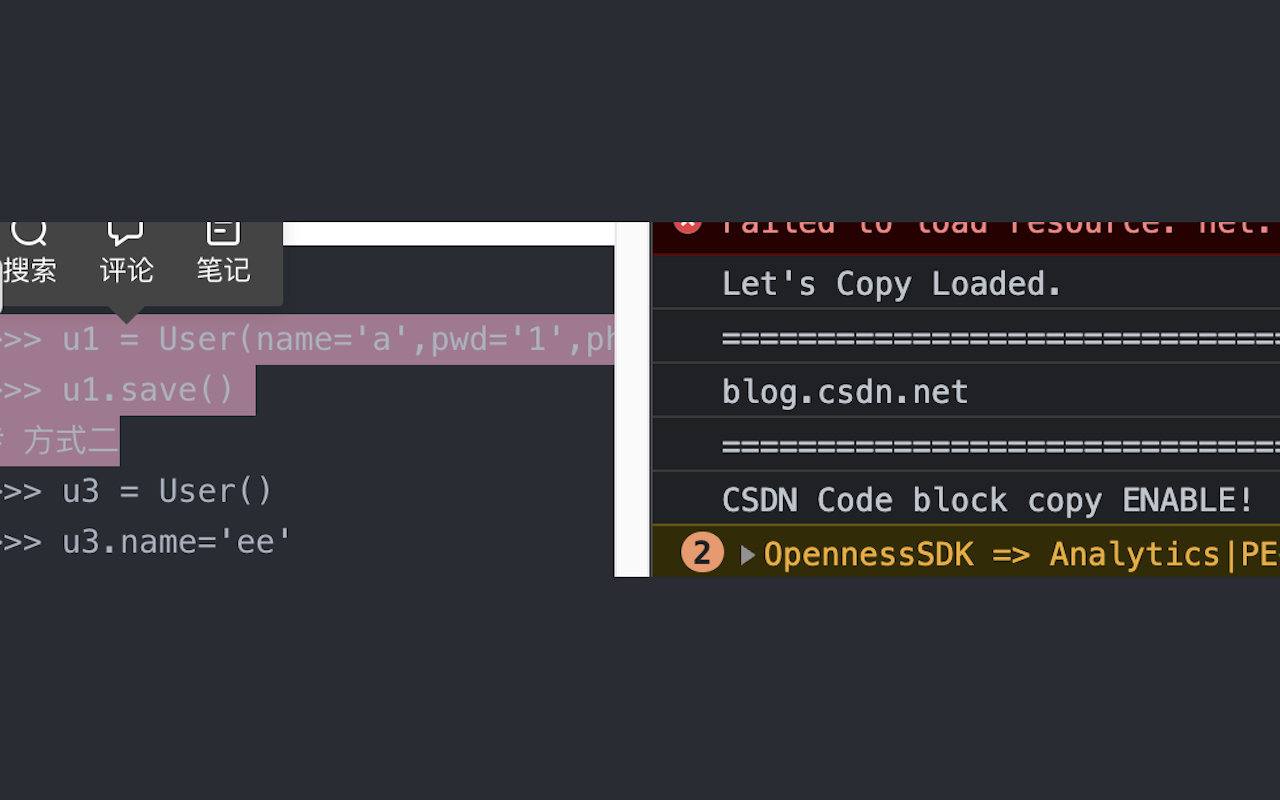 搜索 评论 笔记
>>> u1 = User(name='a',pwd='1',ph
>>> u1.save()
# 方式二
>>> u3 = User()
>>> u3.name='ee'
Failed to load resource: net:
Let's Copy Loaded.
==============================
blog.csdn.net
==============================
CSDN Code block copy ENABLE!
2 OpennessSDK => Analytics|PE